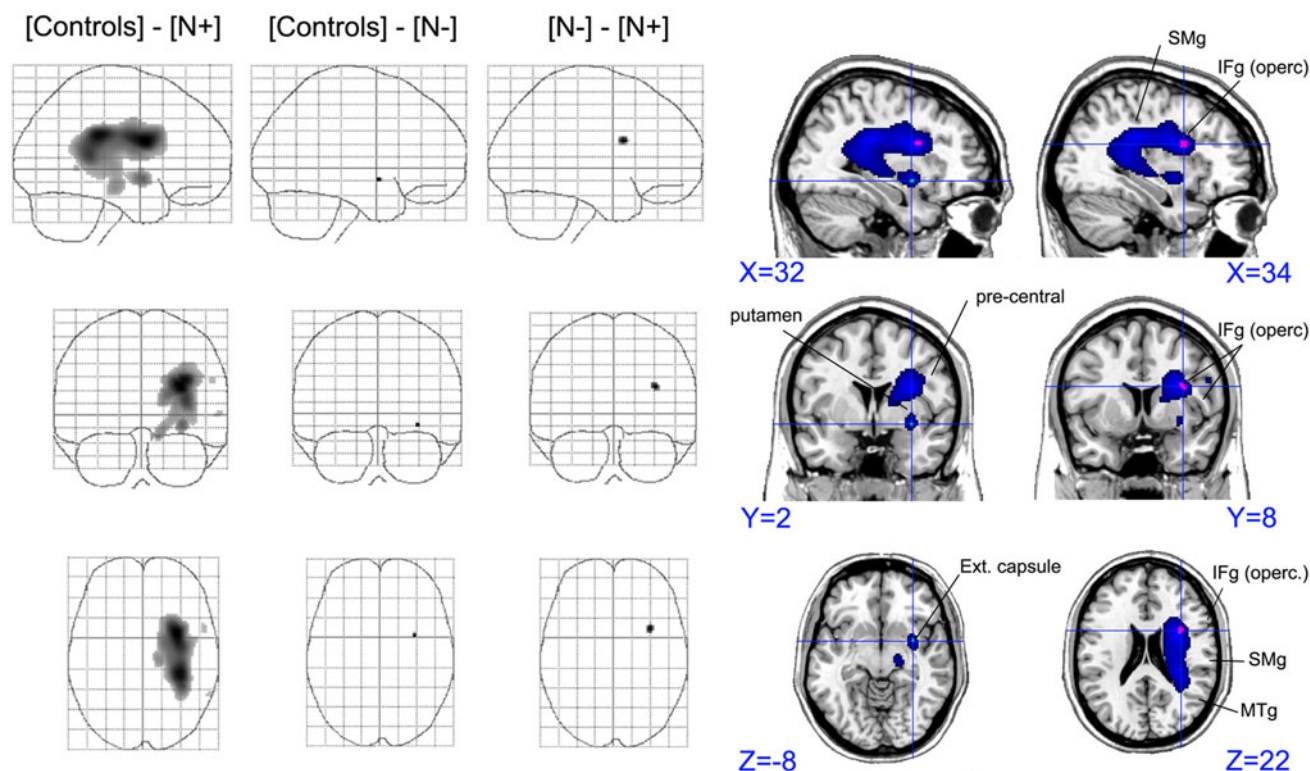 [Controls] - [N+]
[Controls] - [N-]
[N-] - [N+]
SMg
IFg (operc)
X=32
X=34
putamen
pre-central
IFg (operc)
Y=2
Y=8
Ext. capsule
IFg (operc.)
SMg
MTg
Z=-8
Z=22